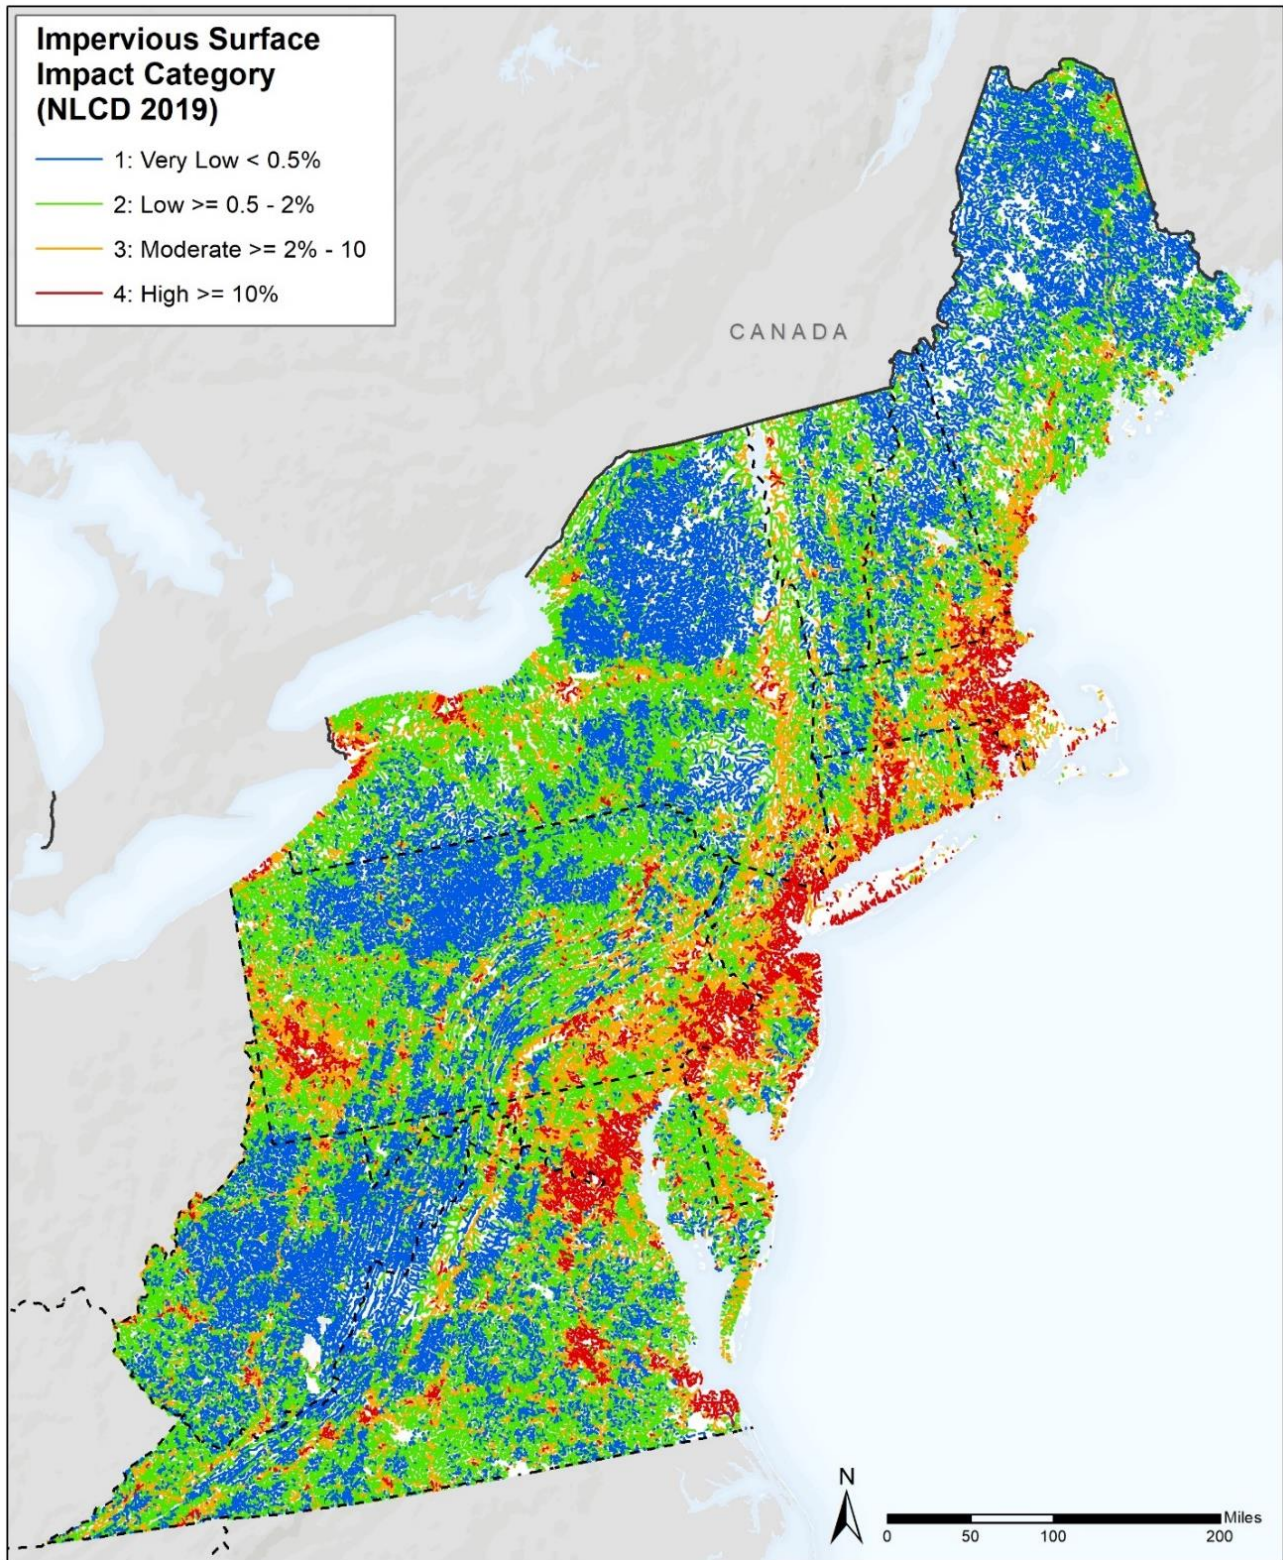 Impervious Surface
Impact Category
(NLCD 2019)
1: Very Low < 0.5%
2: Low >= 0.5 - 2%
3: Moderate >= 2% - 10
4: High >= 10%
CANADA
N
Miles
0 50 100 200